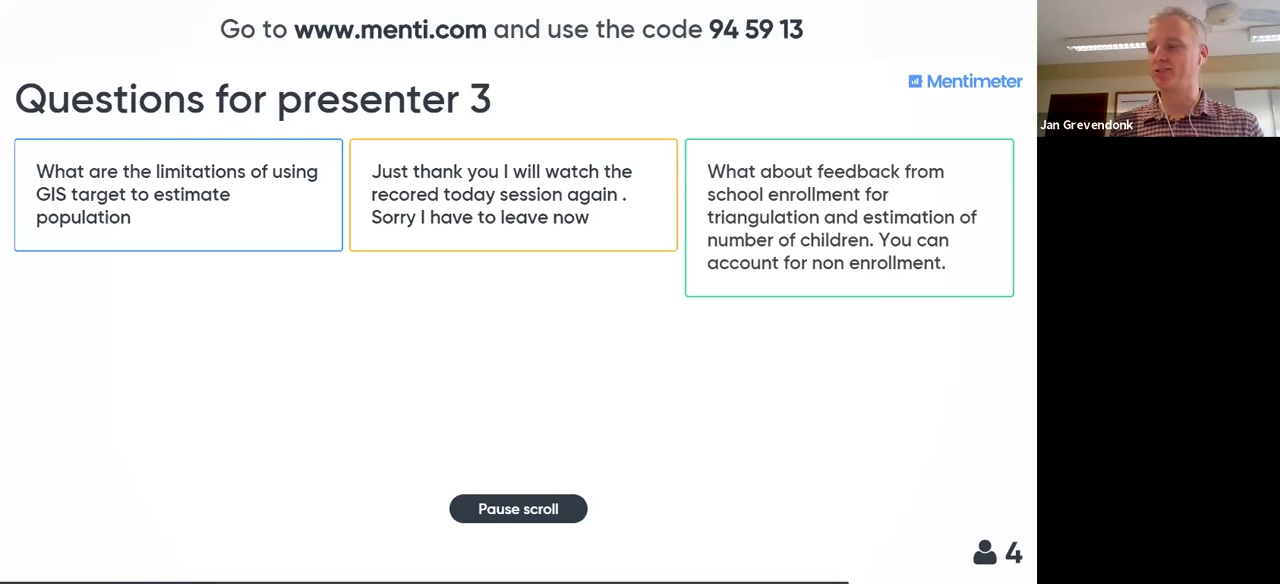 Go to www.menti.com and use the code 94 59 13
Mentimeter
Questions for presenter 3
What are the limitations of using
GIS target to estimate
population
Just thank you I will watch the
recored today session again .
Sorry I have to leave now
What about feedback from
school enrollment for
triangulation and estimation of
number of children. You can
account for non enrollment.
Jan Grevendonk
Pause scroll
4